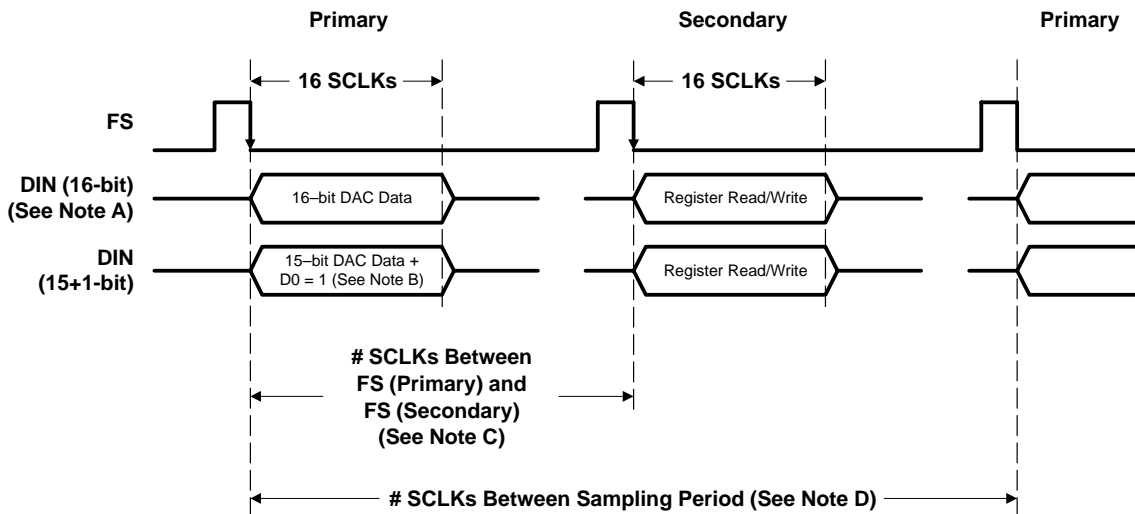 Primary
Secondary
Primary
16 SCLKs
16 SCLKs
FS
DIN (16-bit)
(See Note A)
16–bit DAC Data
Register Read/Write
DIN
(15+1-bit)
15–bit DAC Data +
D0 = 1 (See Note B)
Register Read/Write
# SCLKs Between
FS (Primary) and
FS (Secondary)
(See Note C)
# SCLKs Between Sampling Period (See Note D)